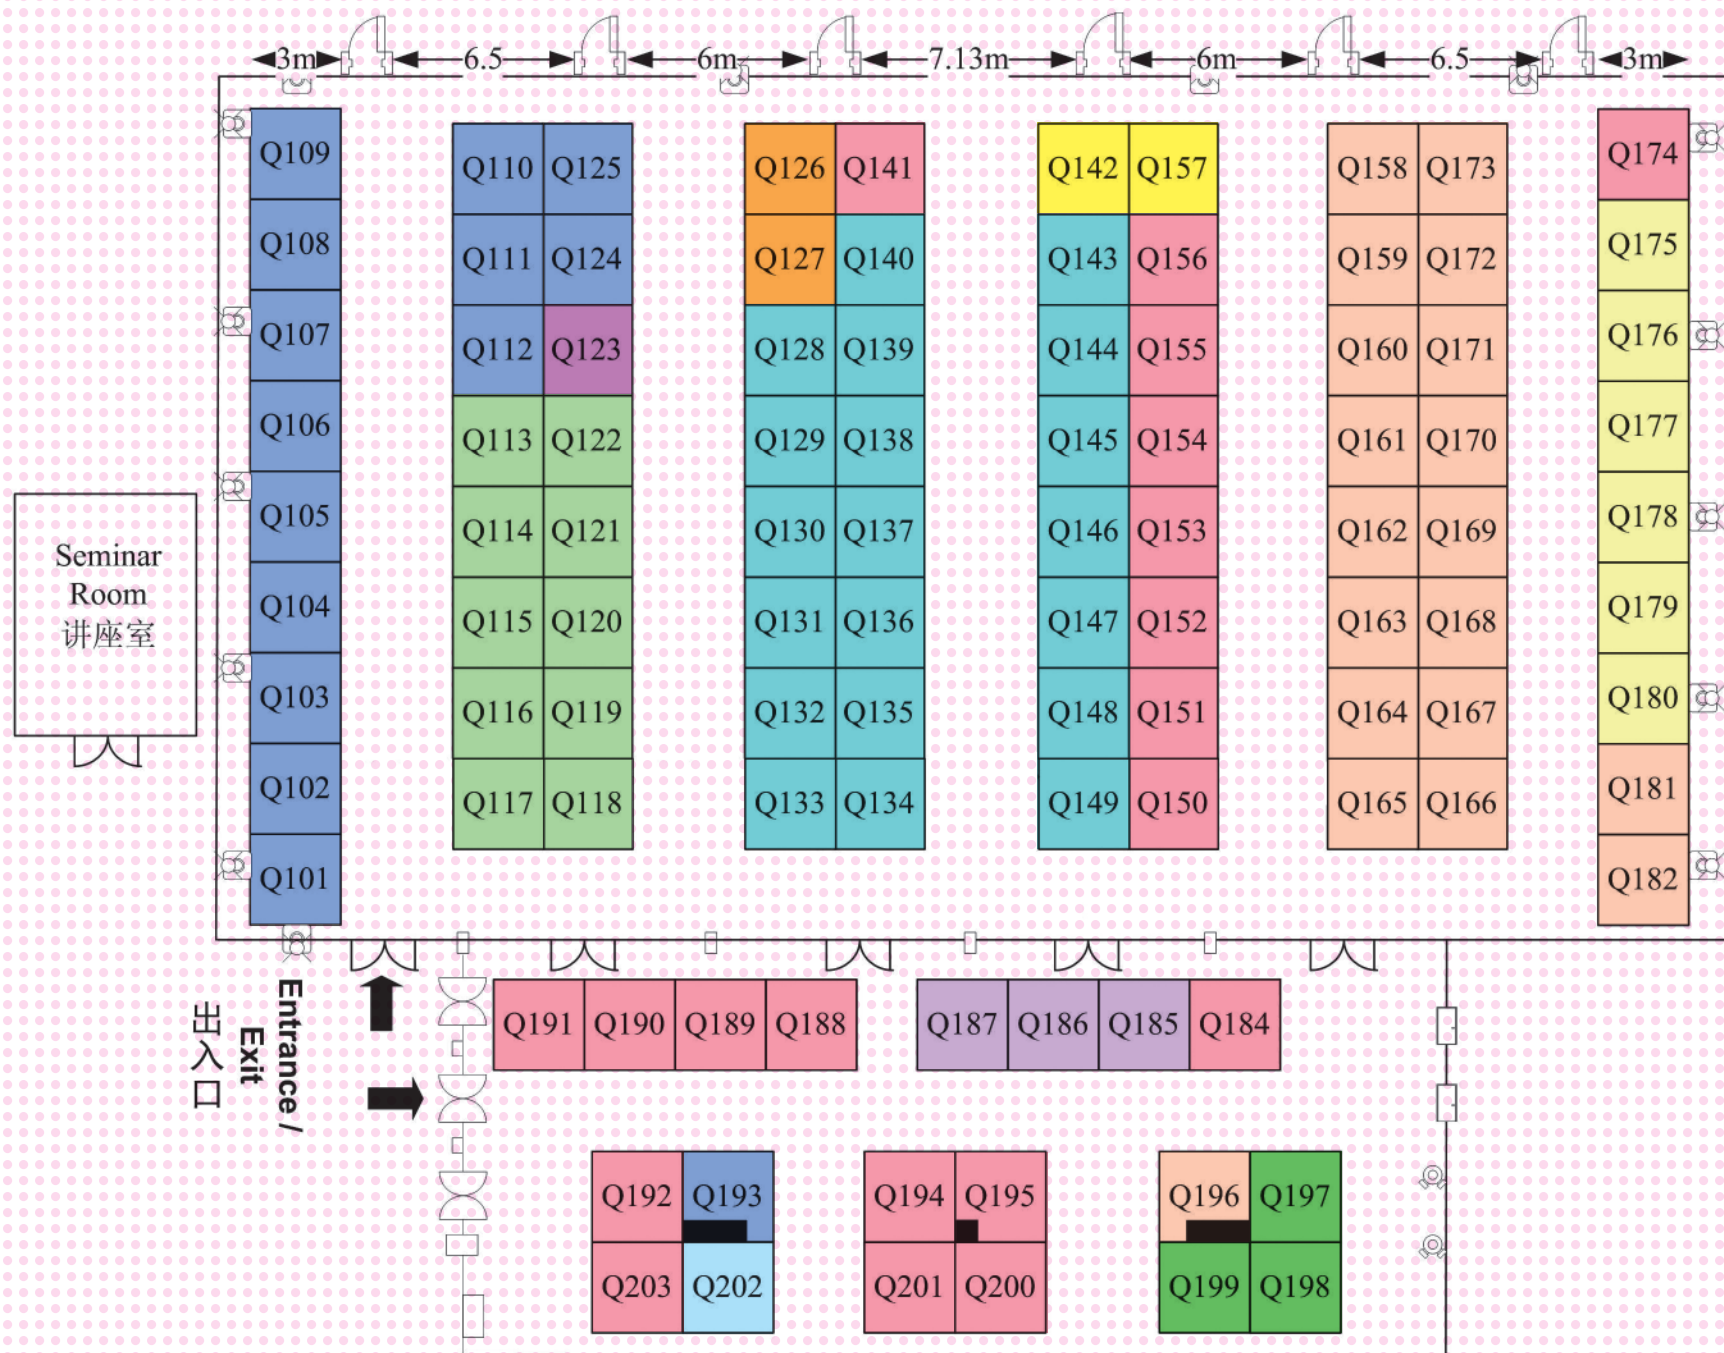 3m 6.5 6m 7.13m 6m 6.5 3m
Q109 Q110 Q125 Q126 Q141 Q142 Q157 Q158 Q173 Q174
Q108 Q111 Q124 Q127 Q140 Q143 Q156 Q159 Q172 Q175
Q107 Q112 Q123 Q128 Q139 Q144 Q155 Q160 Q171 Q176
Q106 Q113 Q122 Q129 Q138 Q145 Q154 Q161 Q170 Q177
Q105 Q114 Q121 Q130 Q137 Q146 Q153 Q162 Q169 Q178
Q104 Q115 Q120 Q131 Q136 Q147 Q152 Q163 Q168 Q179
Q103 Q116 Q119 Q132 Q135 Q148 Q151 Q164 Q167 Q180
Q102 Q117 Q118 Q133 Q134 Q149 Q150 Q165 Q166 Q181
Q101 Q182
Seminar
Room
讲座室
Entrance /
Exit
出入口
Q191 Q190 Q189 Q188 Q187 Q186 Q185 Q184
Q192 Q193 Q194 Q195 Q196 Q197
Q203 Q202 Q201 Q200 Q199 Q198